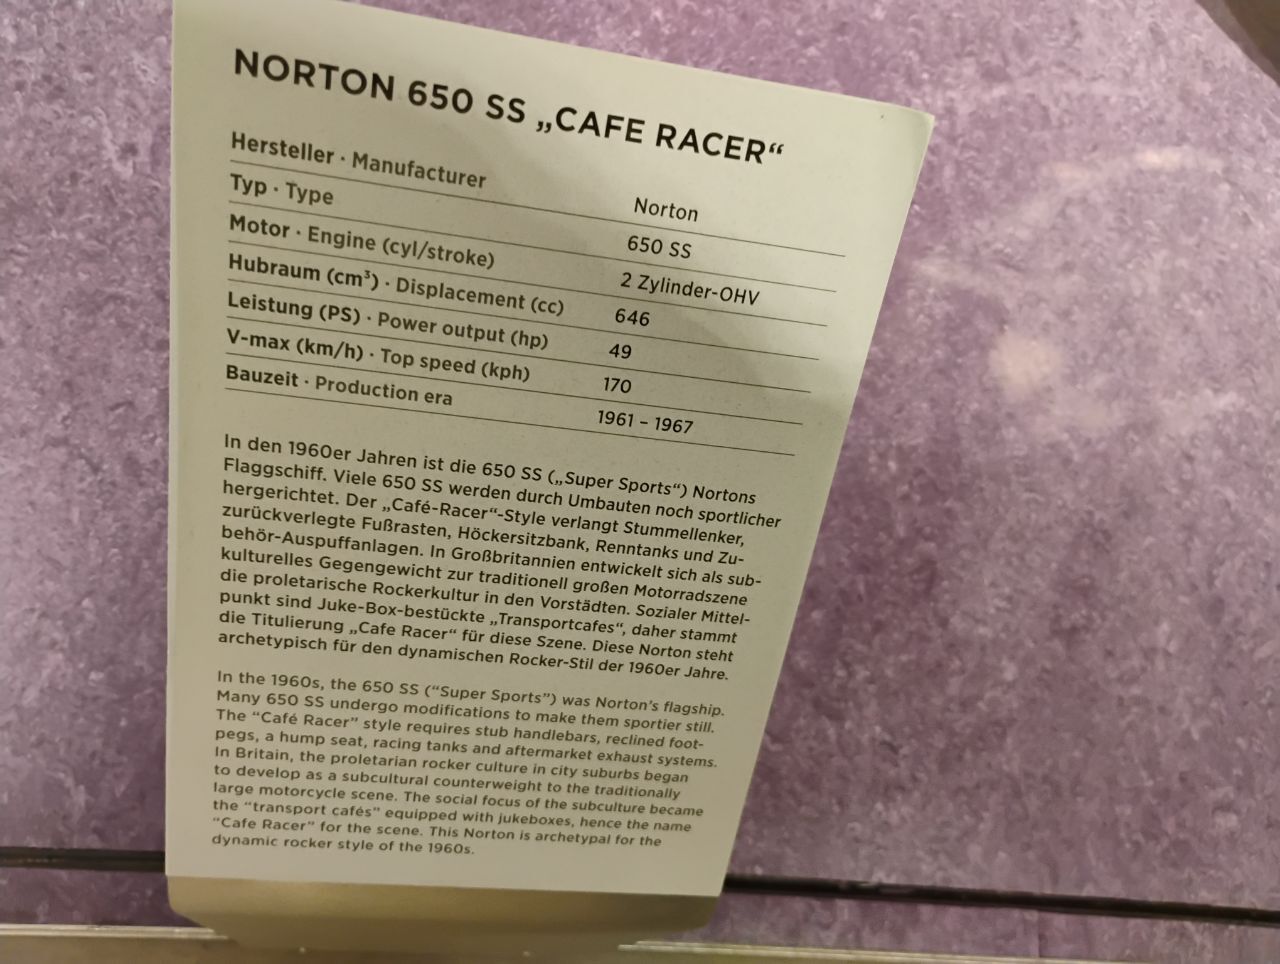 NORTON 650 SS „CAFE RACER“
Hersteller · Manufacturer Norton
Typ · Type 650 SS
Motor · Engine (cyl/stroke) 2 Zylinder-OHV
Hubraum (cm³) · Displacement (cc) 646
Leistung (PS) · Power output (hp) 49
V-max (km/h) · Top speed (kph) 170
Bauzeit · Production era 1961 – 1967
In den 1960er Jahren ist die 650 SS („Super Sports“) Nortons
Flaggschiff. Viele 650 SS werden durch Umbauten noch sportlicher
hergerichtet. Der „Café-Racer“-Style verlangt Stummellenker,
zurückverlegte Fußrasten, Höckersitzbank, Renntanks und Zu-
behör-Auspuffanlagen. In Großbritannien entwickelt sich als sub-
kulturelles Gegengewicht zur traditionell großen Motorradszene
die proletarische Rockerkultur in den Vorstädten. Sozialer Mittel-
punkt sind Juke-Box-bestückte „Transportcafes“, daher stammt
die Titulierung „Cafe Racer“ für diese Szene. Diese Norton steht
archetypisch für den dynamischen Rocker-Stil der 1960er Jahre.
In the 1960s, the 650 SS (“Super Sports”) was Norton’s flagship.
Many 650 SS undergo modifications to make them sportier still.
The “Café Racer” style requires stub handlebars, reclined foot-
pegs, a hump seat, racing tanks and aftermarket exhaust systems.
In Britain, the proletarian rocker culture in city suburbs began
to develop as a subcultural counterweight to the traditionally
large motorcycle scene. The social focus of the subculture became
the “transport cafés” equipped with jukeboxes, hence the name
“Cafe Racer” for the scene. This Norton is archetypal for the
dynamic rocker style of the 1960s.